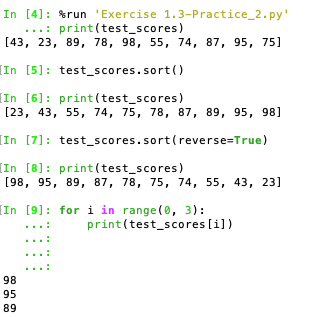 In [4]: %run 'Exercise 1.3-Practice_2.py'
...: print(test_scores)
[43, 23, 89, 78, 98, 55, 74, 87, 95, 75]
[In [5]: test_scores.sort()
[In [6]: print(test_scores)
[23, 43, 55, 74, 75, 78, 87, 89, 95, 98]
[In [7]: test_scores.sort(reverse=True)
[In [8]: print(test_scores)
[98, 95, 89, 87, 78, 75, 74, 55, 43, 23]
[In [9]: for i in range(0, 3):
...:     print(test_scores[i])
...:
...:
...:
98
95
89